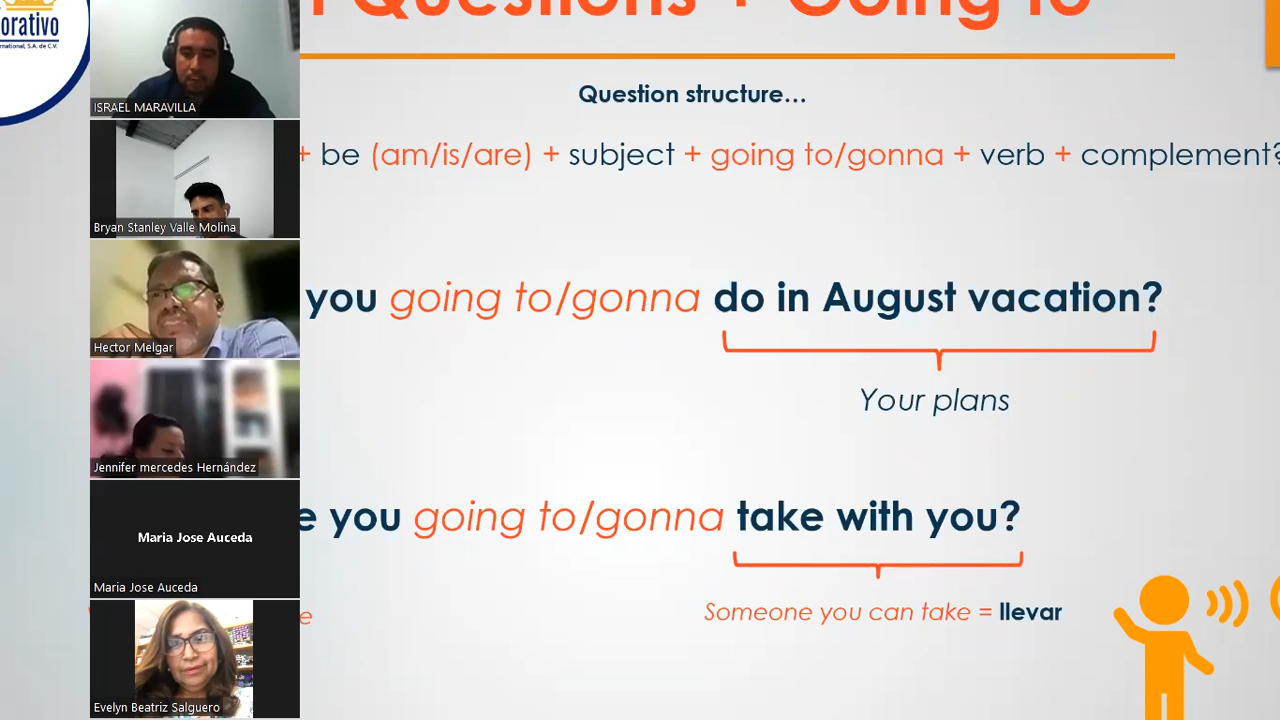 Questions + Going to
orativo
rnational, S.A. de C.V.
Question structure...
+ be (am/is/are) + subject + going to/gonna + verb + complement?
you going to/gonna do in August vacation?
Your plans
e you going to/gonna take with you?
e
Someone you can take = llevar
ISRAEL MARAVILLA
Bryan Stanley Valle Molina
Hector Melgar
Jennifer mercedes Hernández
Maria Jose Auceda
Maria Jose Auceda
Evelyn Beatriz Salguero